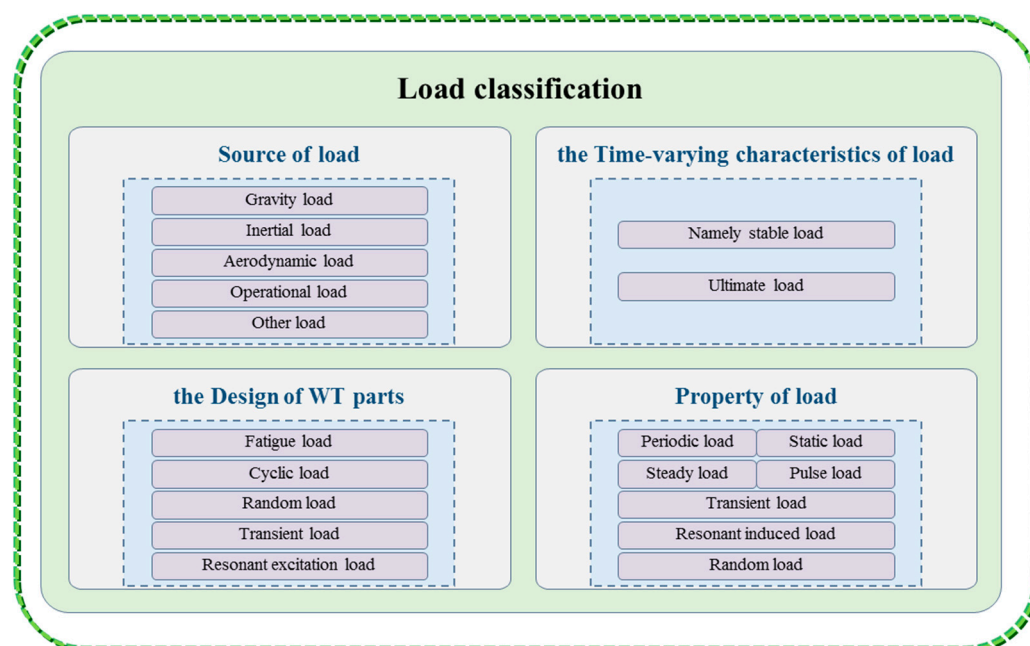 Load classification
Source of load
Gravity load
Inertial load
Aerodynamic load
Operational load
Other load
the Time-varying characteristics of load
Namely stable load
Ultimate load
the Design of WT parts
Fatigue load
Cyclic load
Random load
Transient load
Resonant excitation load
Property of load
Periodic load Static load
Steady load Pulse load
Transient load
Resonant induced load
Random load